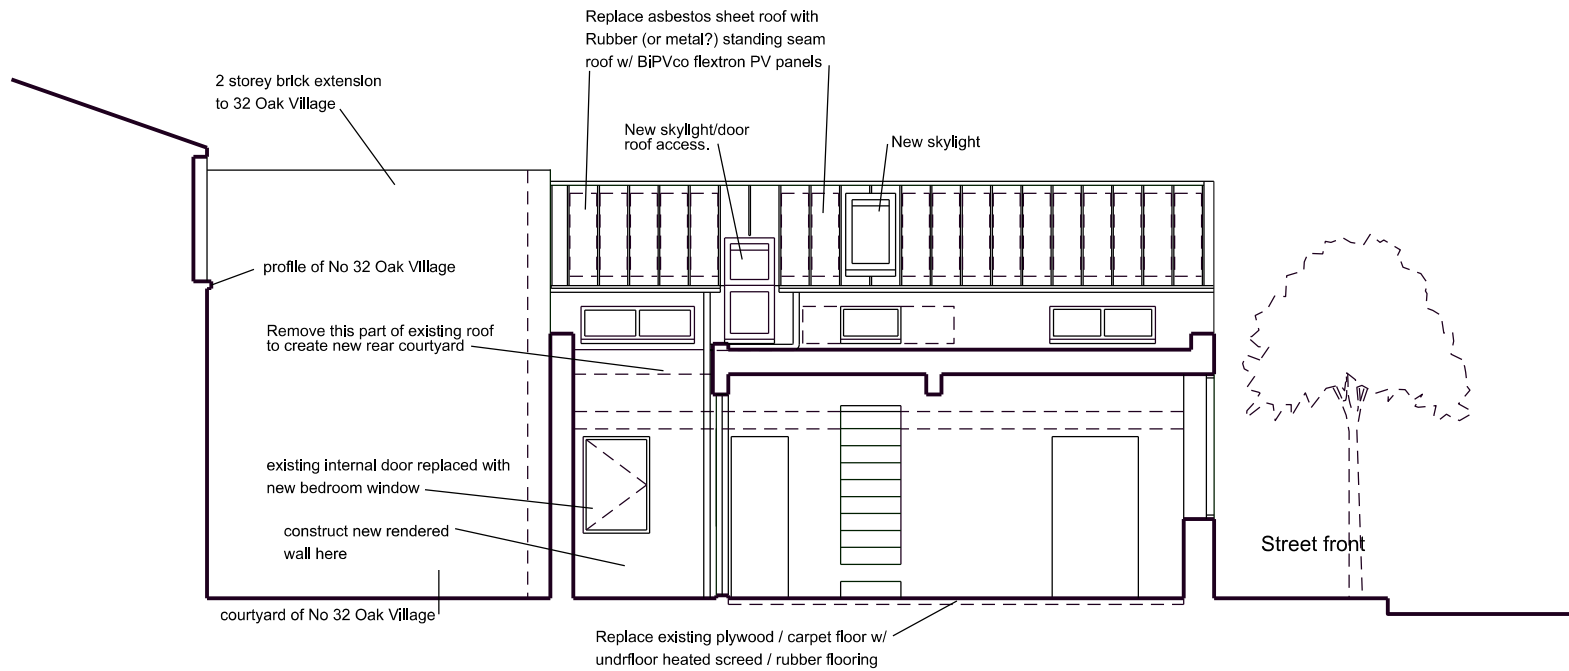 Replace asbestos sheet roof with
Rubber (or metal?) standing seam
roof w/ BiPVco flextron PV panels
2 storey brick extension
to 32 Oak Village
New skylight/door
roof access.
New skylight
profile of No 32 Oak Village
Remove this part of existing roof
to create new rear courtyard
existing internal door replaced with
new bedroom window
construct new rendered
wall here
Street front
courtyard of No 32 Oak Village
Replace existing plywood / carpet floor w/
undrfloor heated screed / rubber flooring